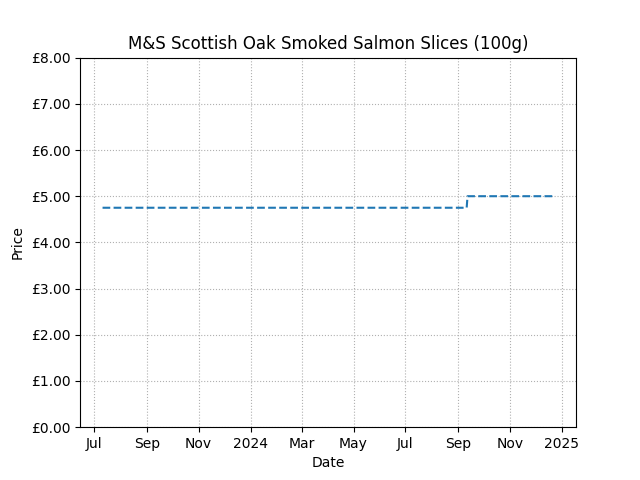 M&S Scottish Oak Smoked Salmon Slices (100g)
£8.00
£7.00
£6.00
£5.00
£4.00
£3.00
£2.00
£1.00
£0.00
Price
Jul Sep Nov 2024 Mar May Jul Sep Nov 2025
Date